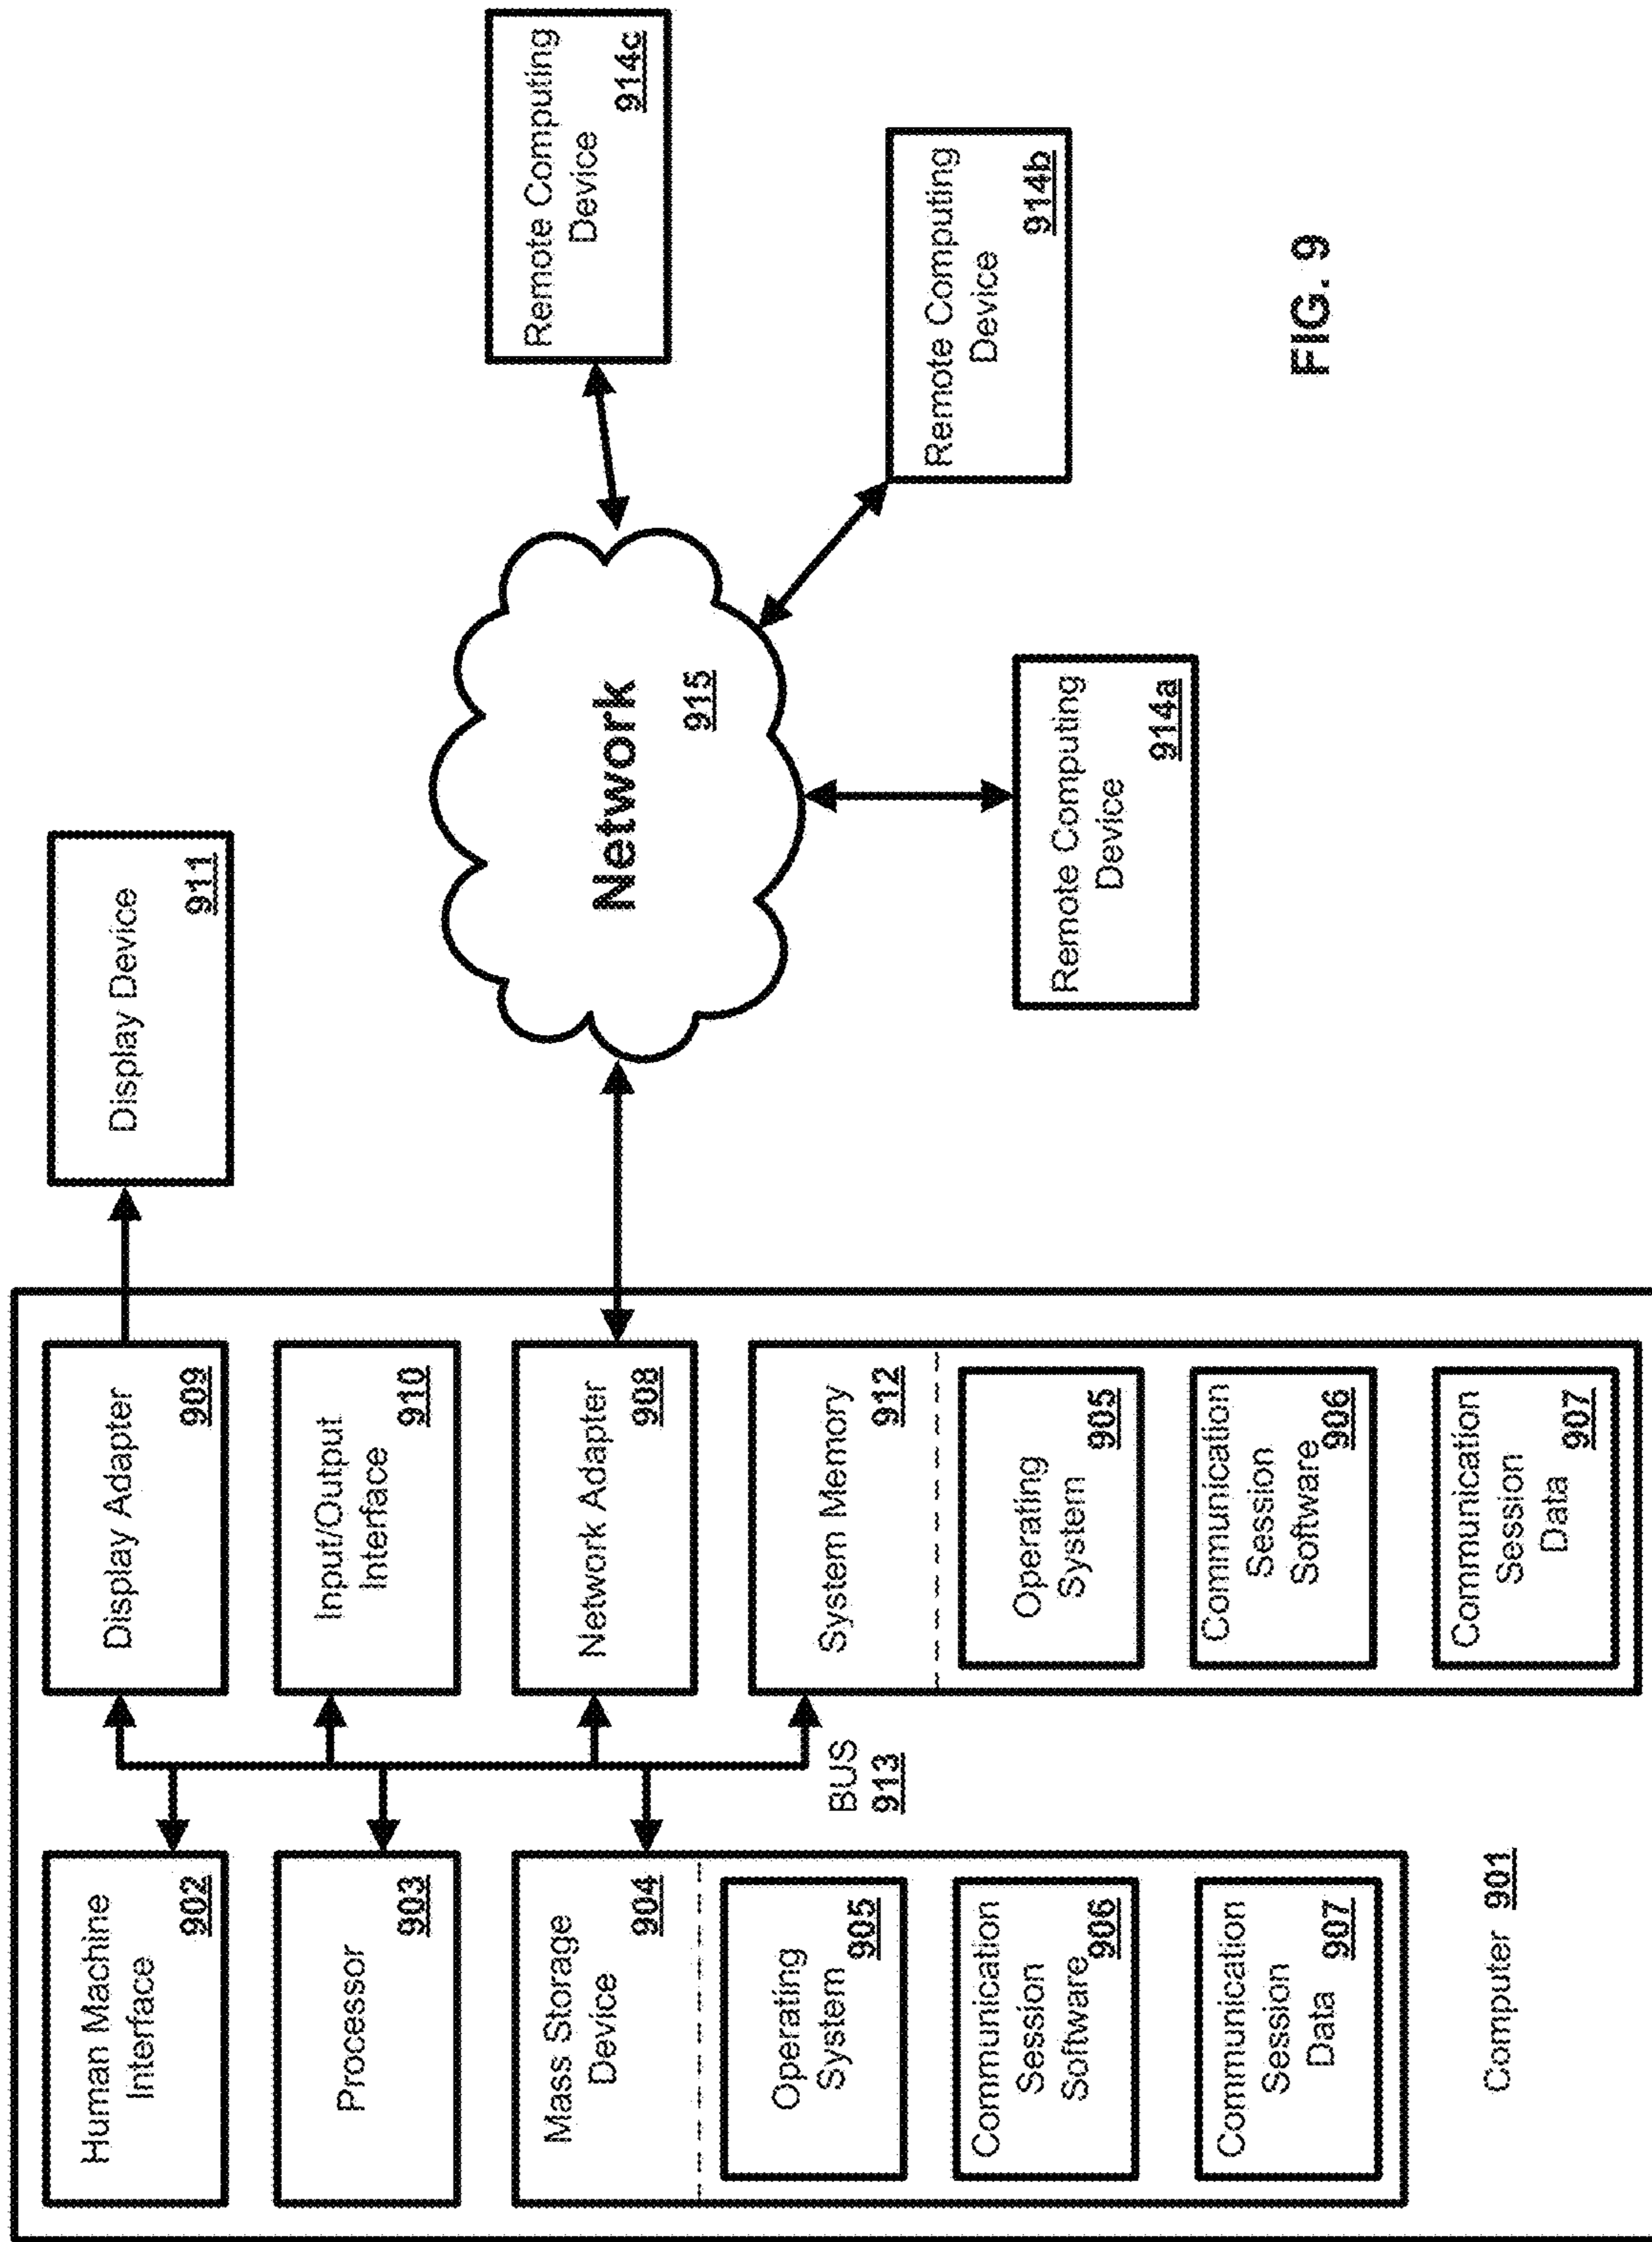 Human Machine
Interface
902
Processor
903
Mass Storage
Device
904
Operating
System
905
Communication
Session
Software
906
Communication
Session
Data
907
Computer 901
BUS
913
Display Adapter
909
Input/Output
Interface
910
Network Adapter
908
System Memory
912
Operating
System
905
Communication
Session
Software
906
Communication
Session
Data
907
Display Device
911
Network
915
Remote Computing
Device
914a
Remote Computing
Device
914b
Remote Computing
Device
914c
FIG. 9